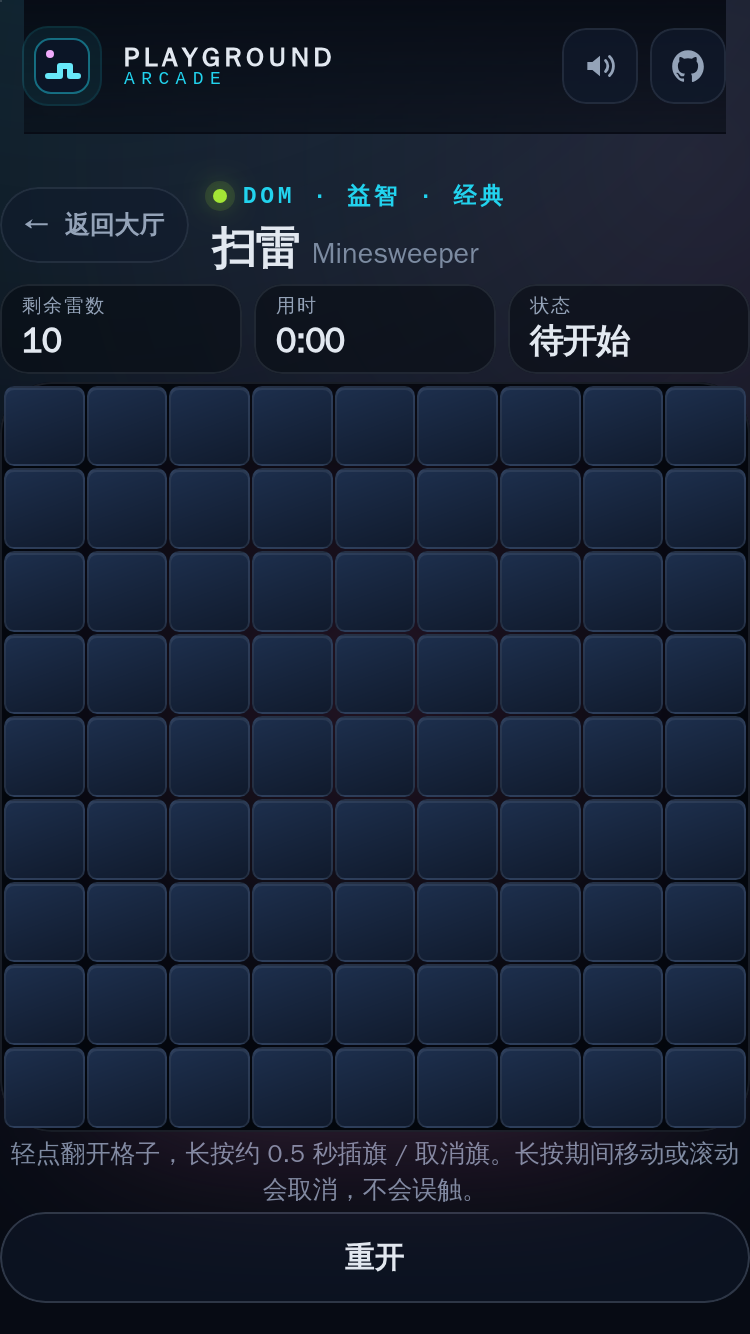 PLAYGROUND
ARCADE
DOM · 益智 · 经典
← 返回大厅
扫雷 Minesweeper
剩余雷数
10
用时
0:00
状态
待开始
轻点翻开格子，长按约 0.5 秒插旗 / 取消旗。长按期间移动或滚动
会取消，不会误触。
重开